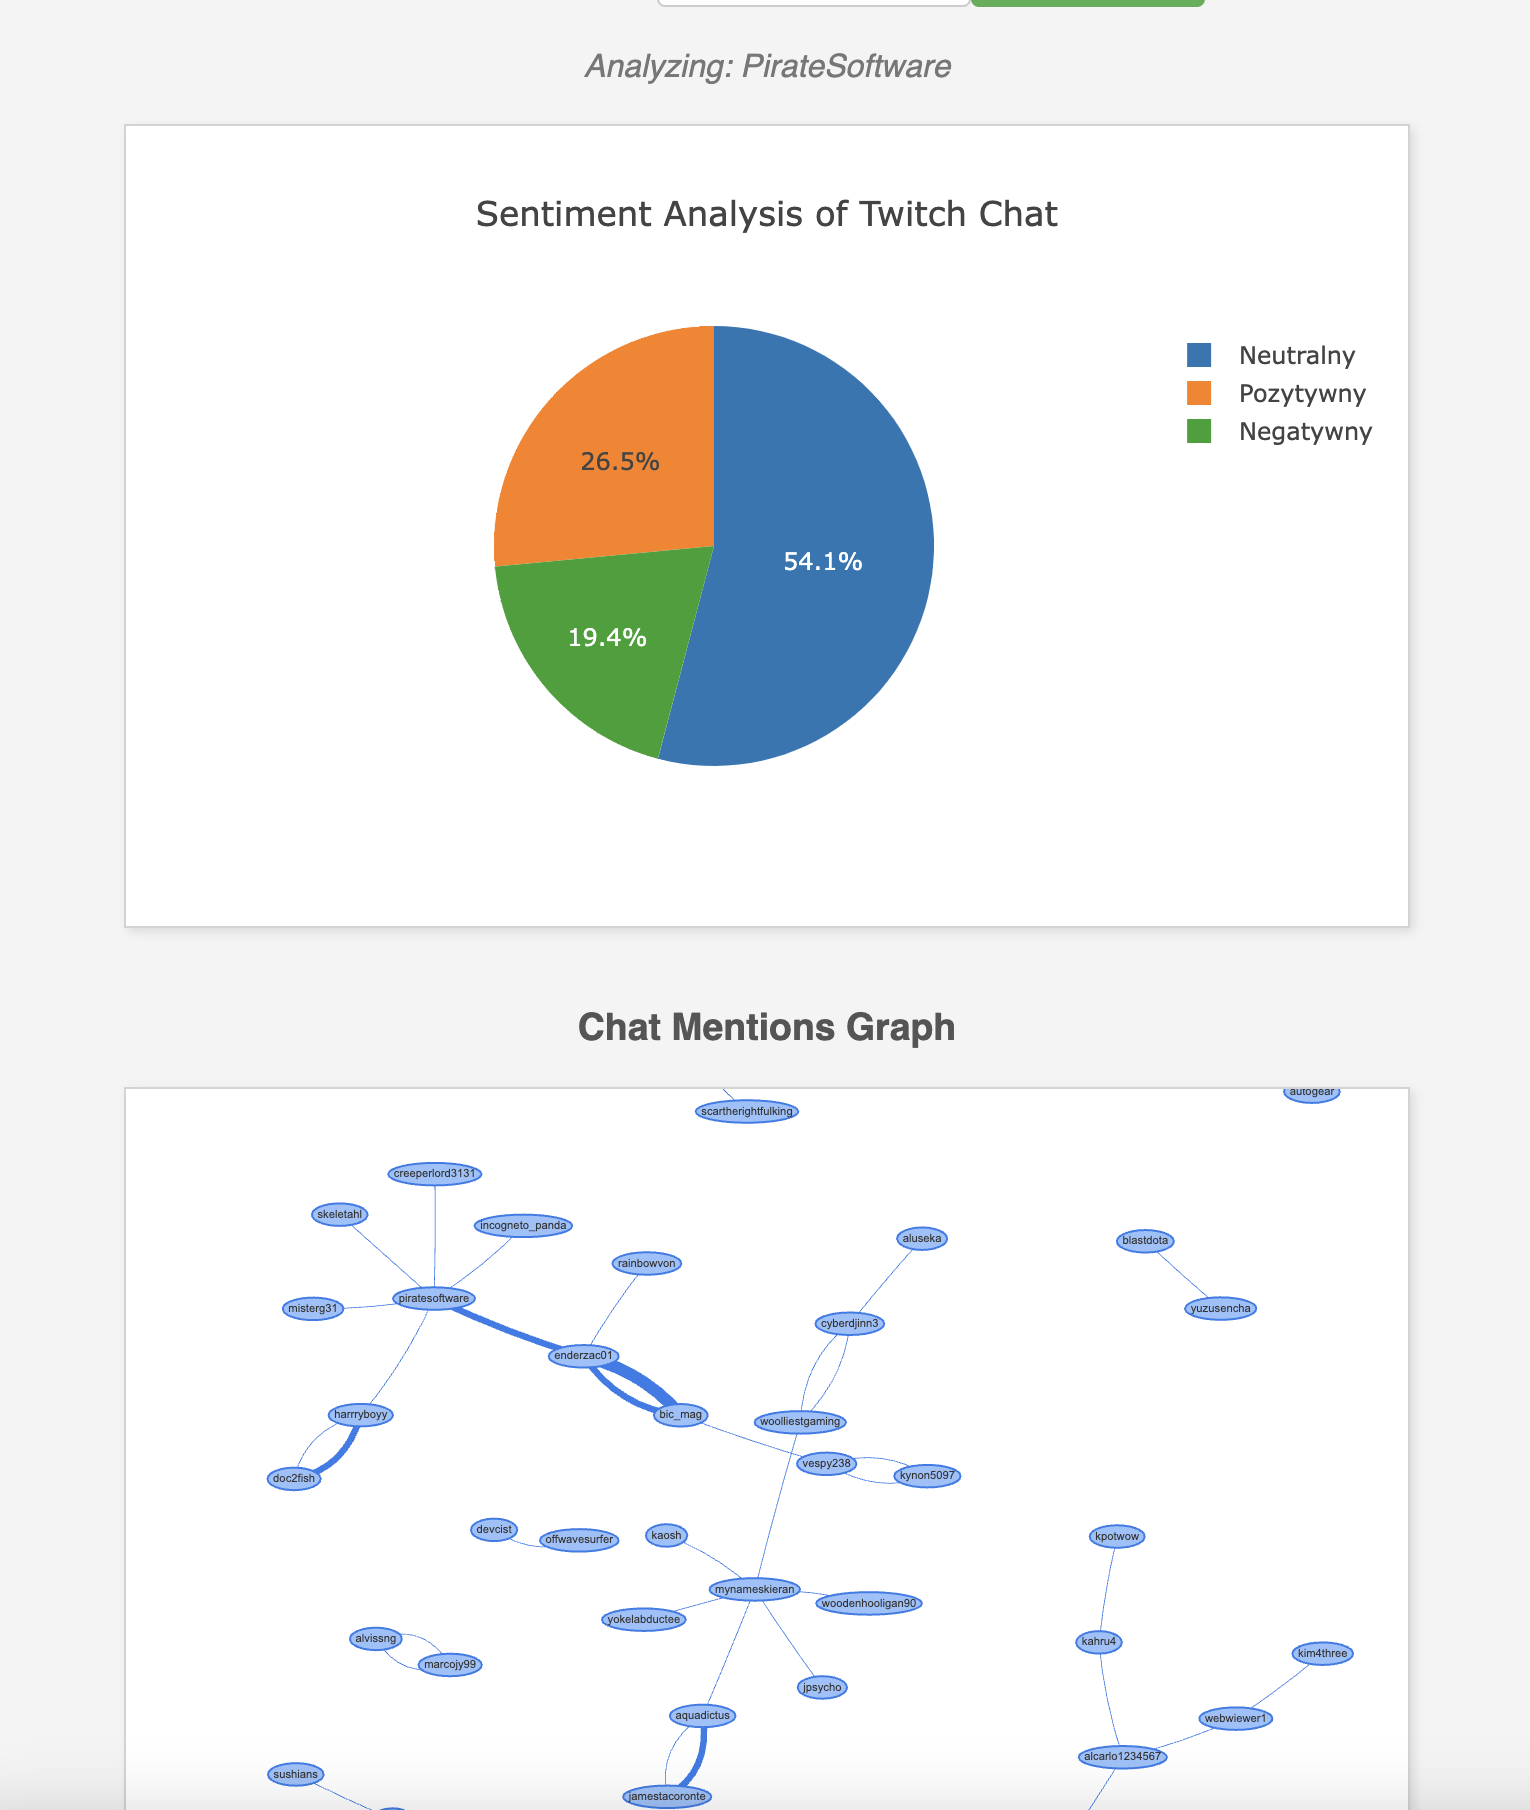 Analyzing: PirateSoftware
Sentiment Analysis of Twitch Chat
Neutralny
Pozytywny
Negatywny
26.5%
54.1%
19.4%
Chat Mentions Graph
autogear
scartherightfulking
creeperlord3131
skeletahl
incogneto_panda
aluseka
blastdota
rainbowvon
piratesoftware
misterg31
yuzusencha
cyberdjinn3
enderzac01
harrryboyy
bic_mag
woolliestgaming
vespy238
kynon5097
doc2fish
devcist
offwavesurfer
kaosh
kpotwow
mynameskieran
woodenhooligan90
yokelabductee
alvissng
kahru4
marcojy99
kim4three
jpsycho
aquadictus
webwiewer1
alcarlo1234567
sushians
jamestacoronte